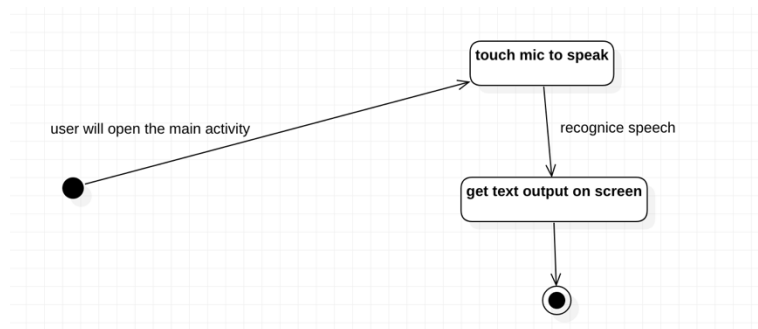 touch mic to speak
user will open the main activity
recognice speech
get text output on screen